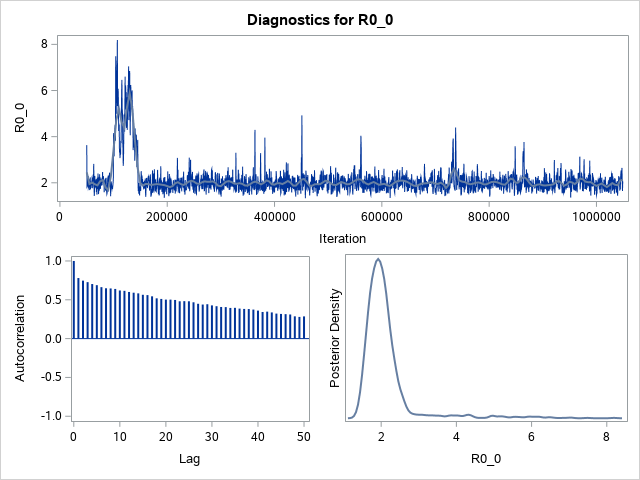 Diagnostics for R0_0
8
6
4
2
R0_0
0 200000 400000 600000 800000 1000000
Iteration
1.0
0.5
0.0
-0.5
-1.0
Autocorrelation
0 10 20 30 40 50
Lag
Posterior Density
2 4 6 8
R0_0